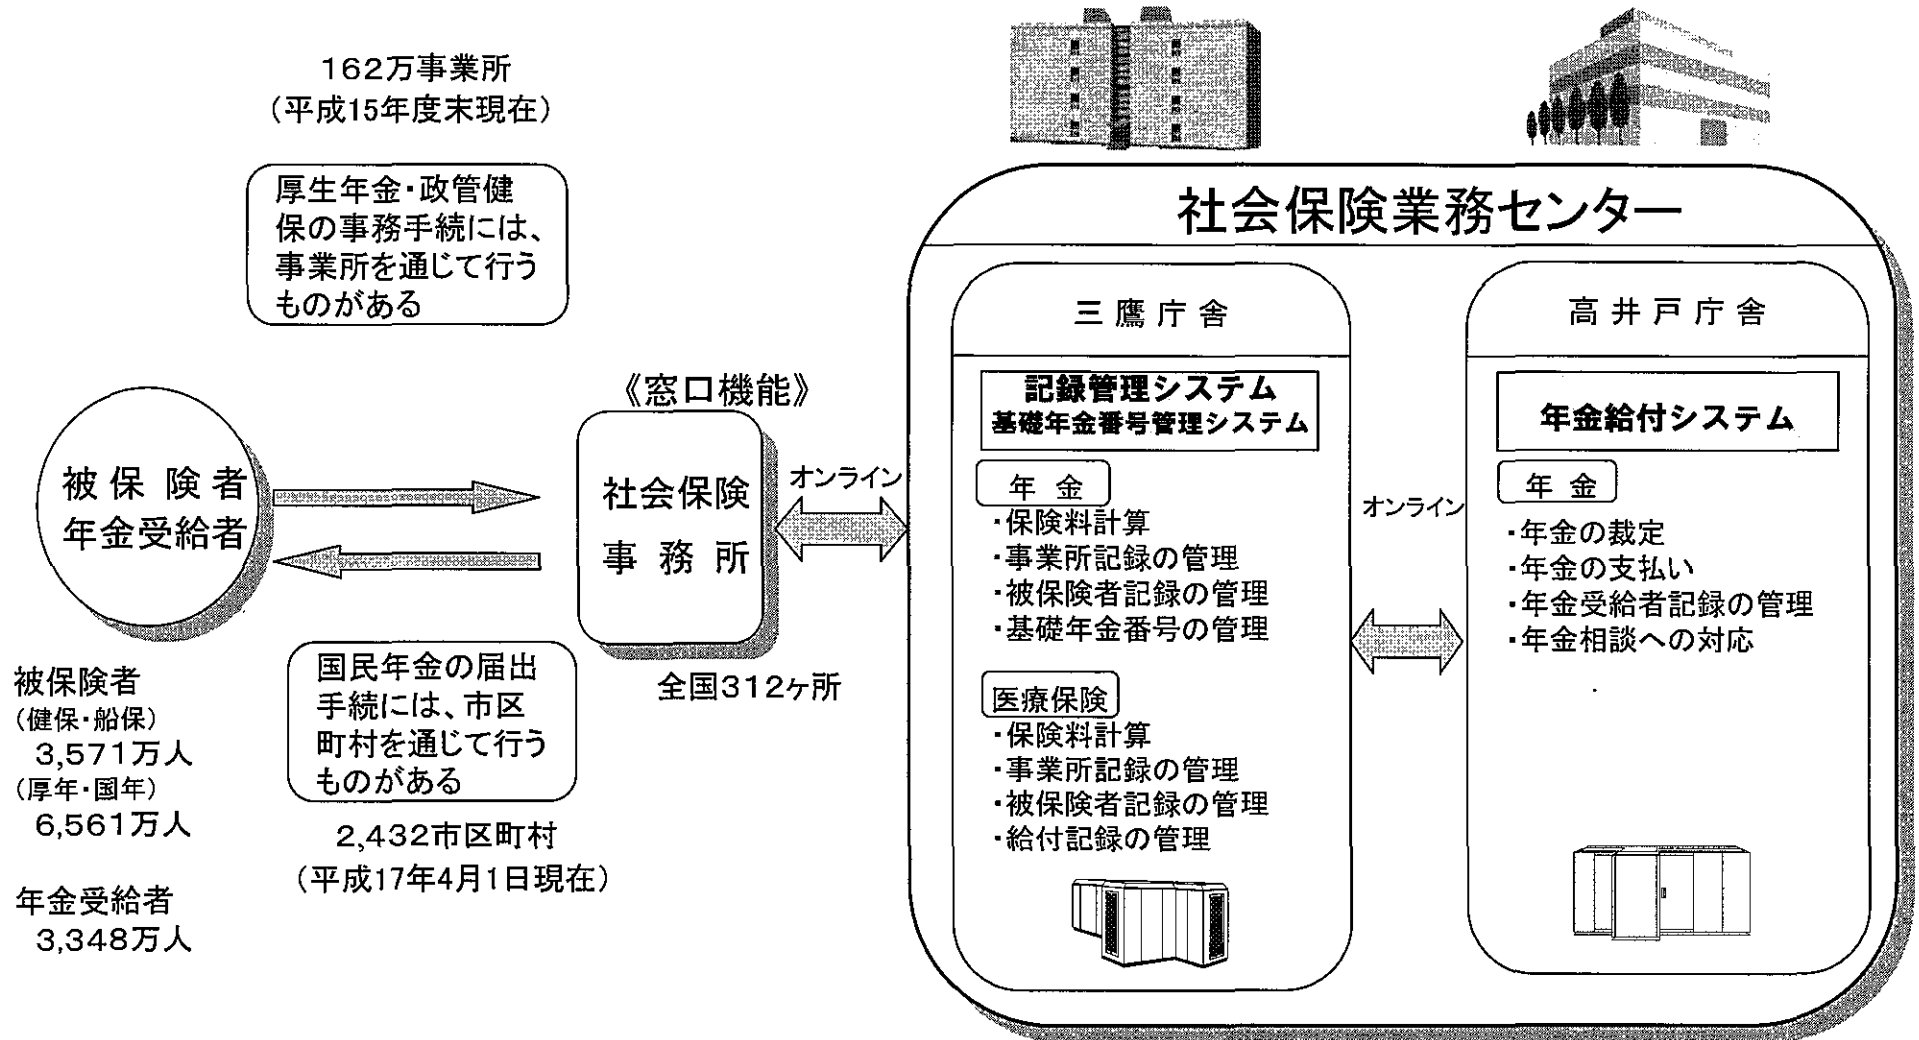 162万事業所
(平成15年度末現在)
厚生年金・政管健
保の事務手続には、
事業所を通じて行う
ものがある
被保険者
年金受給者
被保険者
(健保・船保)
3,571万人
(厚年・国年)
6,561万人
年金受給者
3,348万人
国民年金の届出
手続には、市区
町村を通じて行う
ものがある
2,432市区町村
(平成17年4月1日現在)
《窓口機能》
社会保険
事務所
全国312ヶ所
オンライン
社会保険業務センター
三鷹庁舎
記録管理システム
基礎年金番号管理システム
年金
・保険料計算
・事業所記録の管理
・被保険者記録の管理
・基礎年金番号の管理
医療保険
・保険料計算
・事業所記録の管理
・被保険者記録の管理
・給付記録の管理
オンライン
高井戸庁舎
年金給付システム
年金
・年金の裁定
・年金の支払い
・年金受給者記録の管理
・年金相談への対応